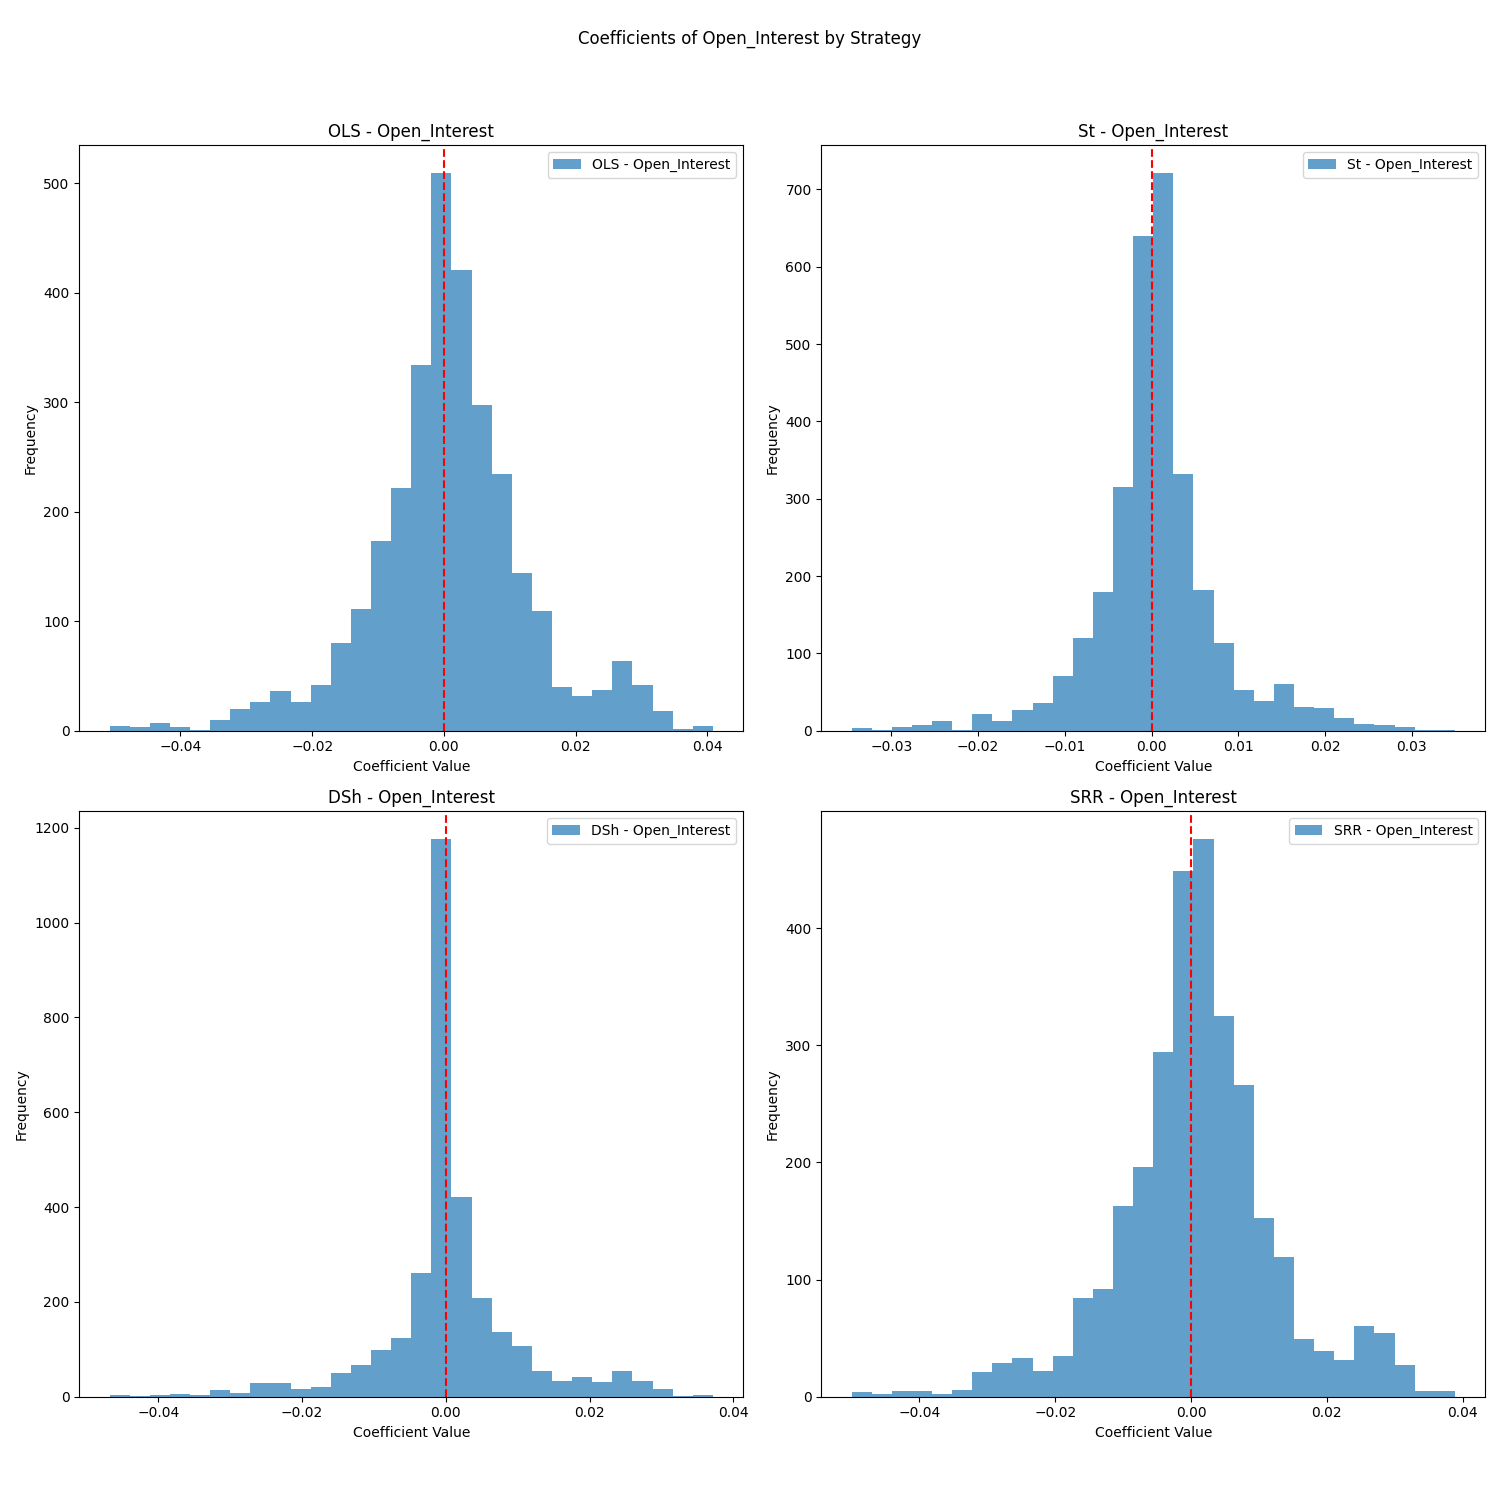 Coefficients of Open_Interest by Strategy
OLS - Open_Interest
OLS - Open_Interest
500
400
300
200
100
0
Frequency
−0.04
−0.02
0.00
0.02
0.04
Coefficient Value
St - Open_Interest
St - Open_Interest
700
600
500
400
300
200
100
0
Frequency
−0.03
−0.02
−0.01
0.00
0.01
0.02
0.03
Coefficient Value
DSh - Open_Interest
DSh - Open_Interest
1200
1000
800
600
400
200
0
Frequency
−0.04
−0.02
0.00
0.02
0.04
Coefficient Value
SRR - Open_Interest
SRR - Open_Interest
400
300
200
100
0
Frequency
−0.04
−0.02
0.00
0.02
0.04
Coefficient Value